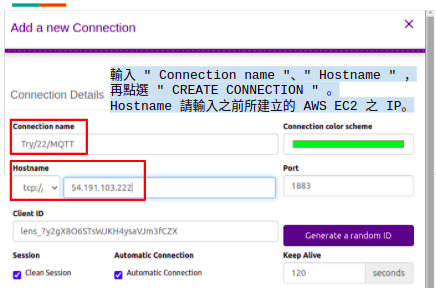 Add a new Connection
×
輸入 " Connection name "、" Hostname " ,
再點選 " CREATE CONNECTION " 。
Hostname 請輸入之前所建立的 AWS EC2 之 IP。
Connection Details
Connection name
Connection color scheme
Try/22/MQTT
Hostname
Port
tcp:/,
54.191.103.222
1883
Client ID
lens_7y2gX8O65TsWJKH4ysaVJm3fCZX
Generate a random ID
Session
Automatic Connection
Keep Alive
Clean Session
Automatic Connection
120
seconds